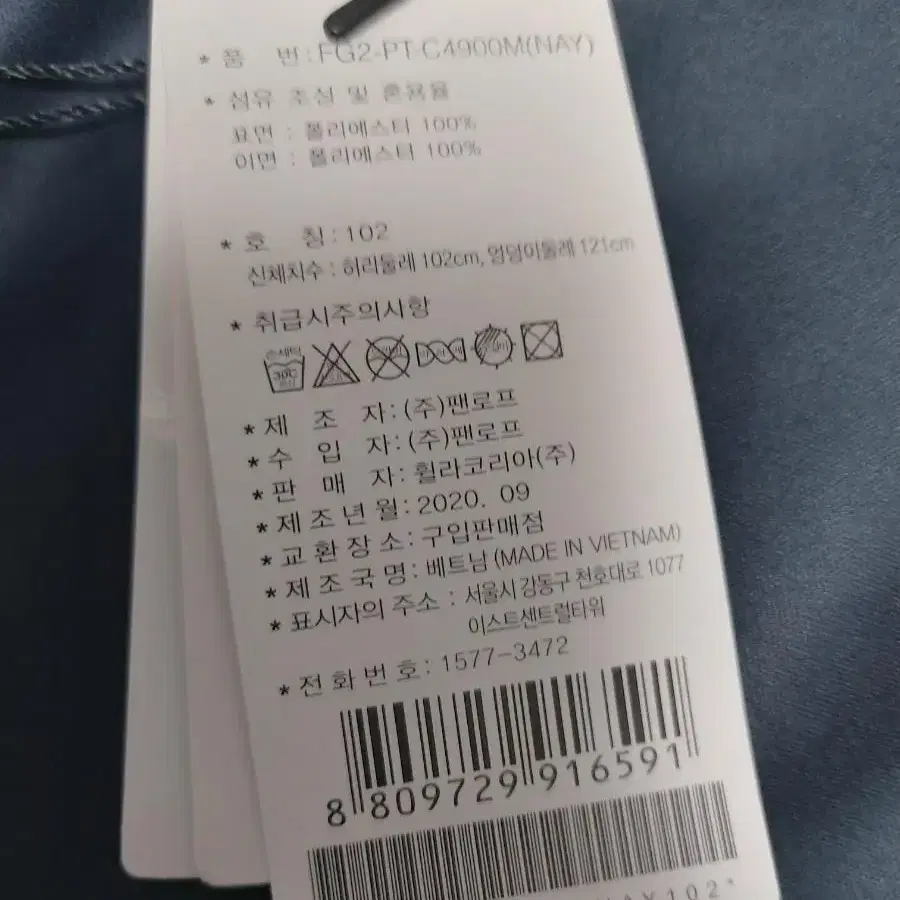 * 품 번 : FG2-PT-C4900M(NAY)
* 섬유 조성 및 혼용율
표면 : 폴리에스터 100%
이면 : 폴리에스터 100%
* 호 칭 : 102
신체치수 : 허리둘레 102cm, 엉덩이둘레 121cm
* 취급시주의사항
손세탁
30℃
* 제 조 자 : (주)팬로프
* 수 입 자 : (주)팬로프
* 판 매 자 : 휠라코리아(주)
* 제 조 년 월 : 2020. 09
* 교 환 장 소 : 구입판매점
* 제 조 국 명 : 베트남 (MADE IN VIETNAM)
* 표시자의 주소 : 서울시 강동구 천호대로 1077
이스트센트럴타워
* 전 화 번 호 : 1577-3472
8 809729 916591